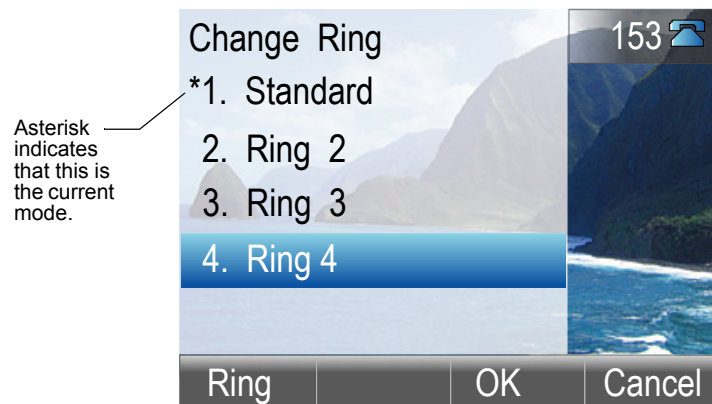 Change Ring
153
*1. Standard
2. Ring 2
3. Ring 3
4. Ring 4
Ring
OK
Cancel
Asterisk
indicates
that this is
the current
mode.